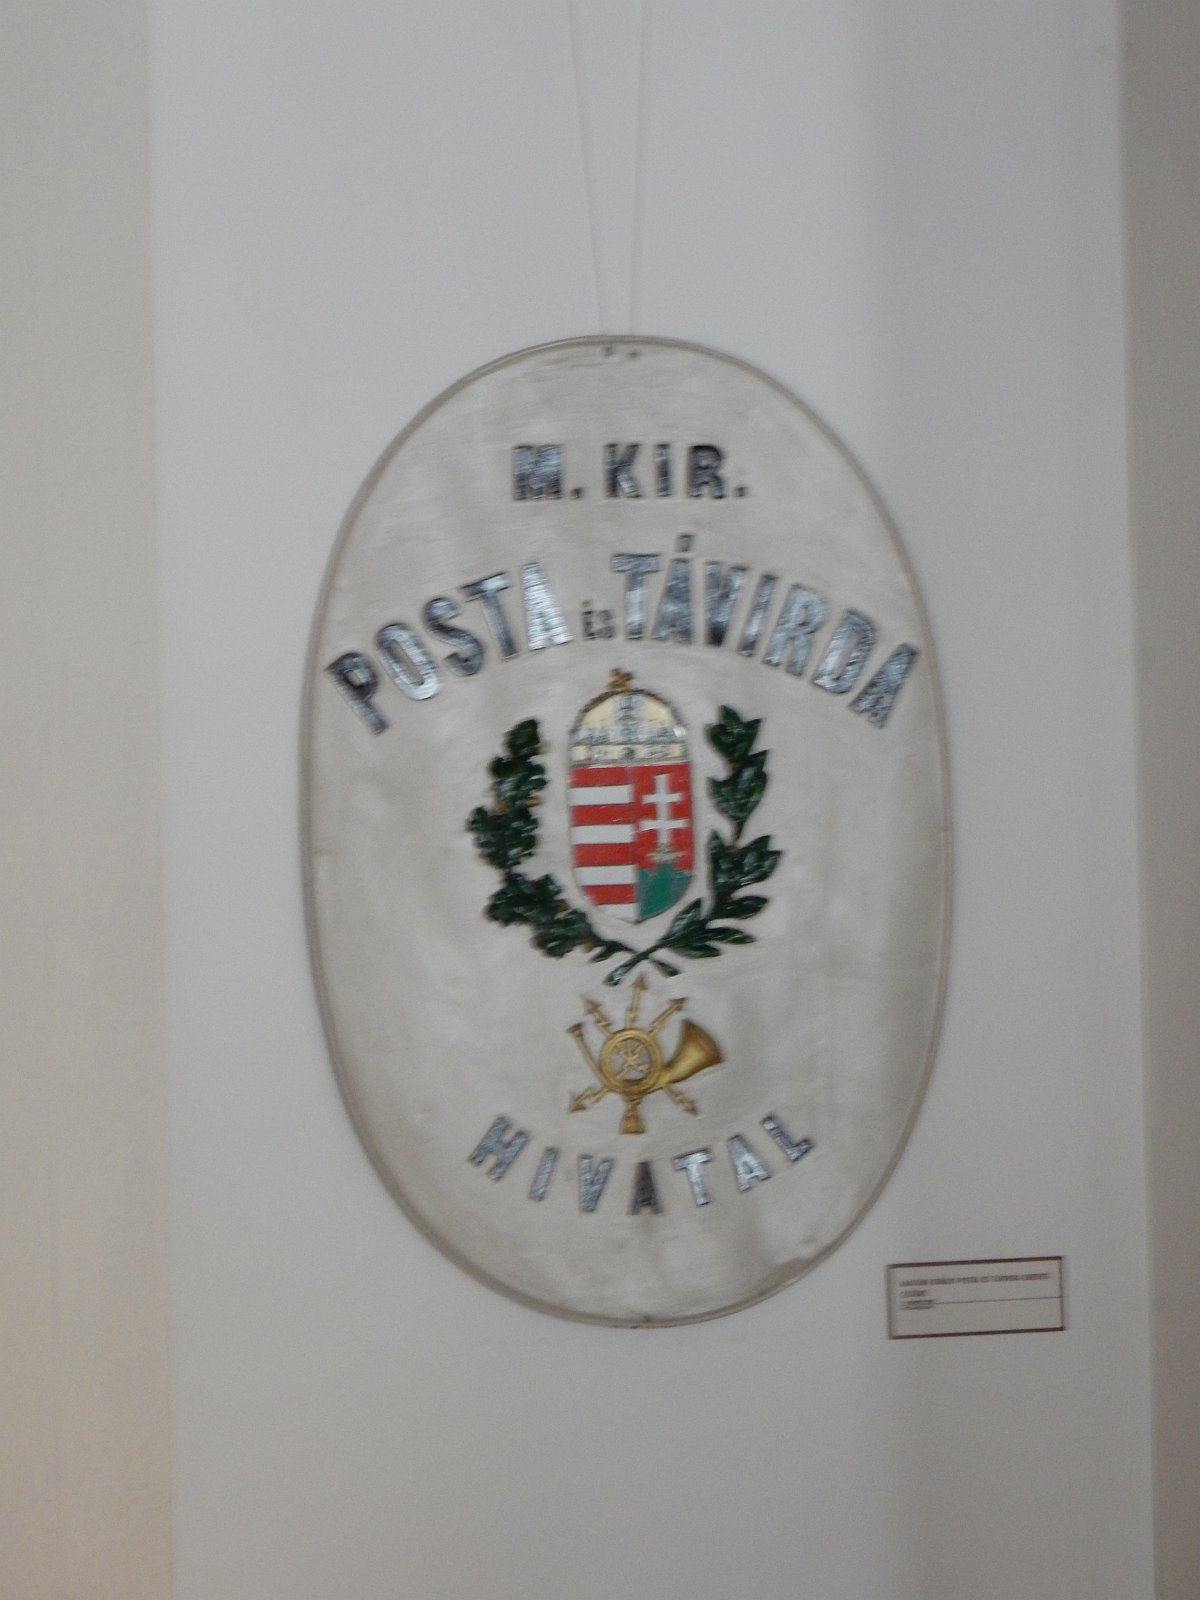 M. KIR.
POSTA ÉS TÁVIRDA
HIVATAL